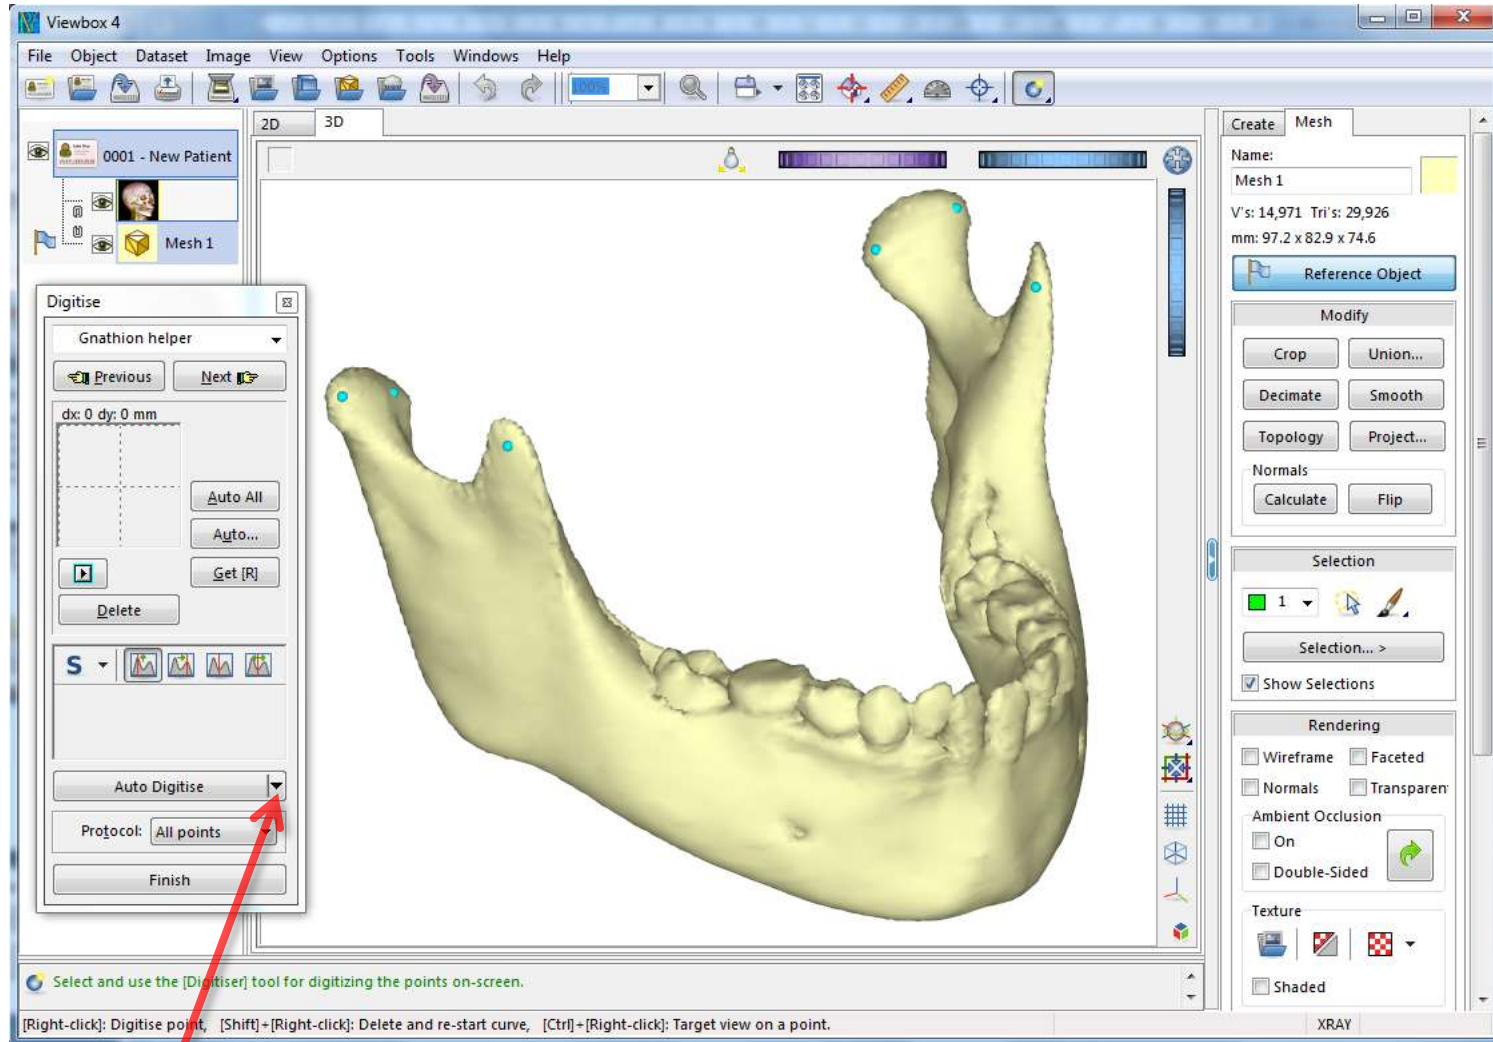 Viewbox 4
File Object Dataset Image View Options Tools Windows Help
100%
2D 3D
0001 - New Patient
Mesh 1
Digitise
Gnathion helper
Previous Next
dx: 0 dy: 0 mm
Auto All
Auto...
Get [R]
Delete
S
Auto Digitise
Protocol: All points
Finish
Create Mesh
Name:
Mesh 1
V's: 14,971 Tri's: 29,926
mm: 97.2 x 82.9 x 74.6
Reference Object
Modify
Crop Union...
Decimate Smooth
Topology Project...
Normals
Calculate Flip
Selection
1
Selection... >
Show Selections
Rendering
Wireframe Faceted
Normals Transparen
Ambient Occlusion
On
Double-Sided
Texture
Shaded
Select and use the [Digitiser] tool for digitizing the points on-screen.
[Right-click]: Digitise point, [Shift]+[Right-click]: Delete and re-start curve, [Ctrl]+[Right-click]: Target view on a point.
XRAY